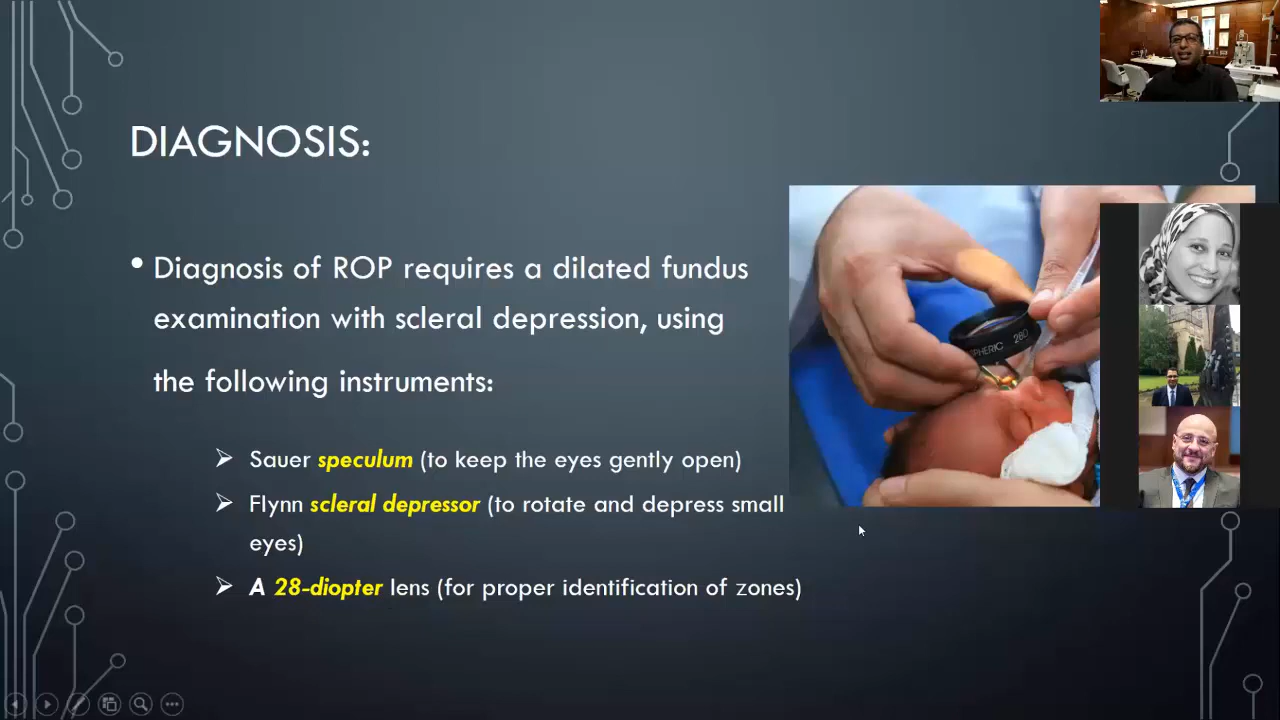 DIAGNOSIS:
• Diagnosis of ROP requires a dilated fundus
examination with scleral depression, using
the following instruments:
➢ Sauer speculum (to keep the eyes gently open)
➢ Flynn scleral depressor (to rotate and depress small
eyes)
➢ A 28-diopter lens (for proper identification of zones)